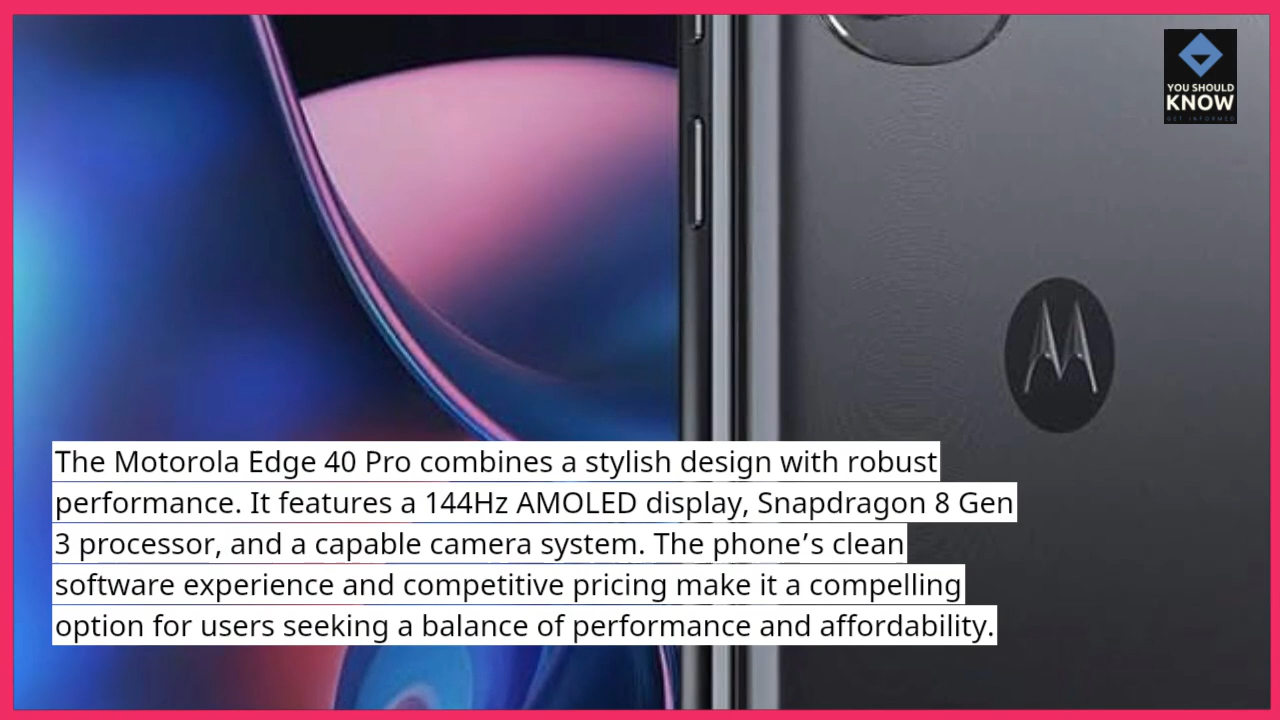 YOU SHOULD
KNOW
GET INFORMED
The Motorola Edge 40 Pro combines a stylish design with robust
performance. It features a 144Hz AMOLED display, Snapdragon 8 Gen
3 processor, and a capable camera system. The phone’s clean
software experience and competitive pricing make it a compelling
option for users seeking a balance of performance and affordability.